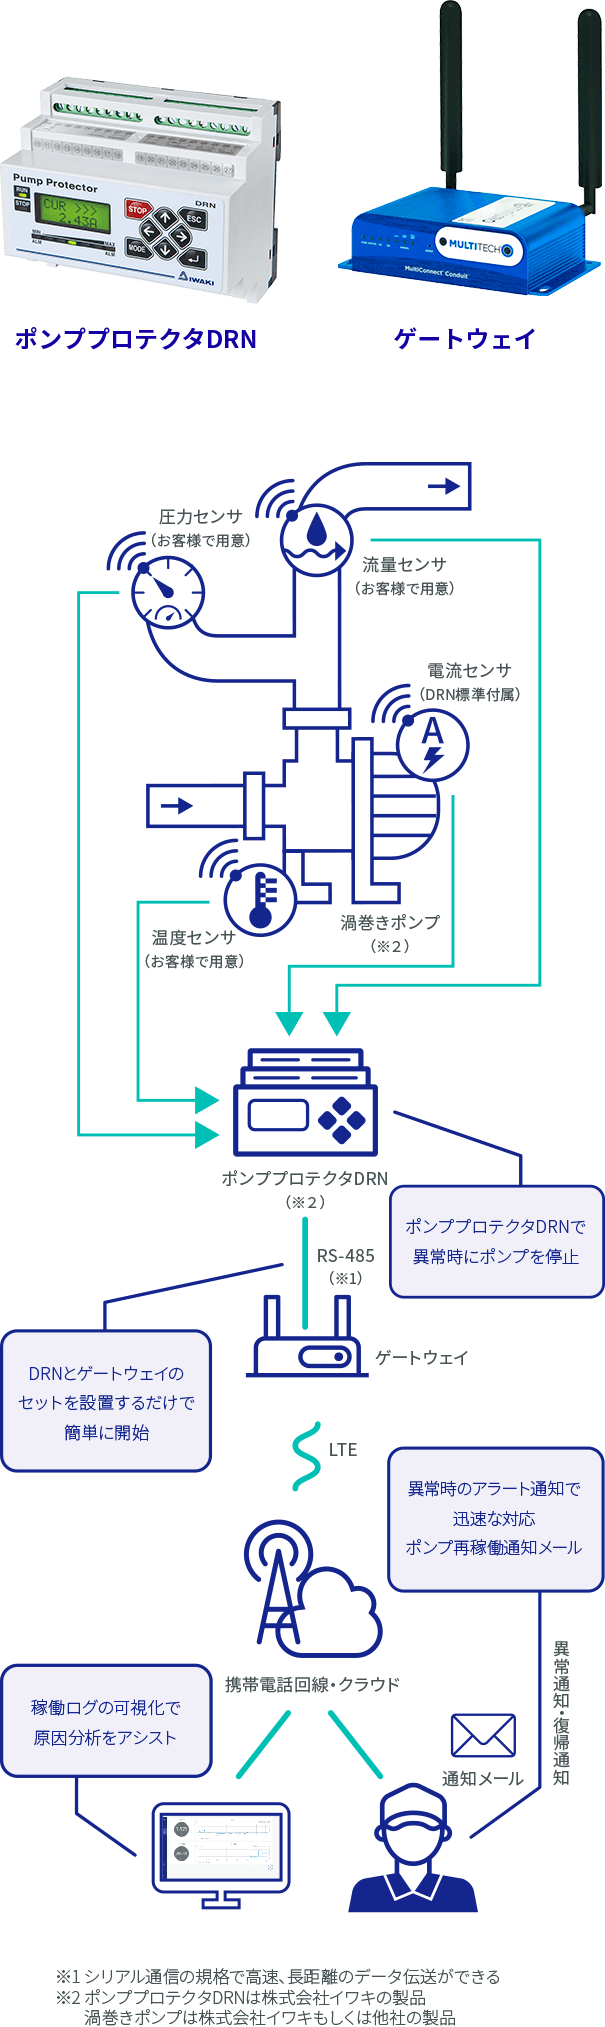 Pump Protector
DRN
RUN
STOP
CUR >>>
2.43A
STOP
ESC
MODE
MIN
ALM
MAX
ALM
IWAKI
MULTITECH
MultiConnect® Conduit™
ポンププロテクタDRN
ゲートウェイ
圧力センサ
（お客様で用意）
流量センサ
（お客様で用意）
電流センサ
（DRN標準付属）
A
温度センサ
（お客様で用意）
渦巻きポンプ
（※２）
ポンププロテクタDRN
（※２）
ポンププロテクタDRNで
異常時にポンプを停止
RS-485
（※1）
ゲートウェイ
DRNとゲートウェイの
セットを設置するだけで
簡単に開始
LTE
異常時のアラート通知で
迅速な対応
ポンプ再稼働通知メール
携帯電話回線・クラウド
異常通知・復帰通知
稼働ログの可視化で
原因分析をアシスト
通知メール
※1 シリアル通信の規格で高速、長距離のデータ伝送ができる
※2 ポンププロテクタDRNは株式会社イワキの製品
渦巻きポンプは株式会社イワキもしくは他社の製品